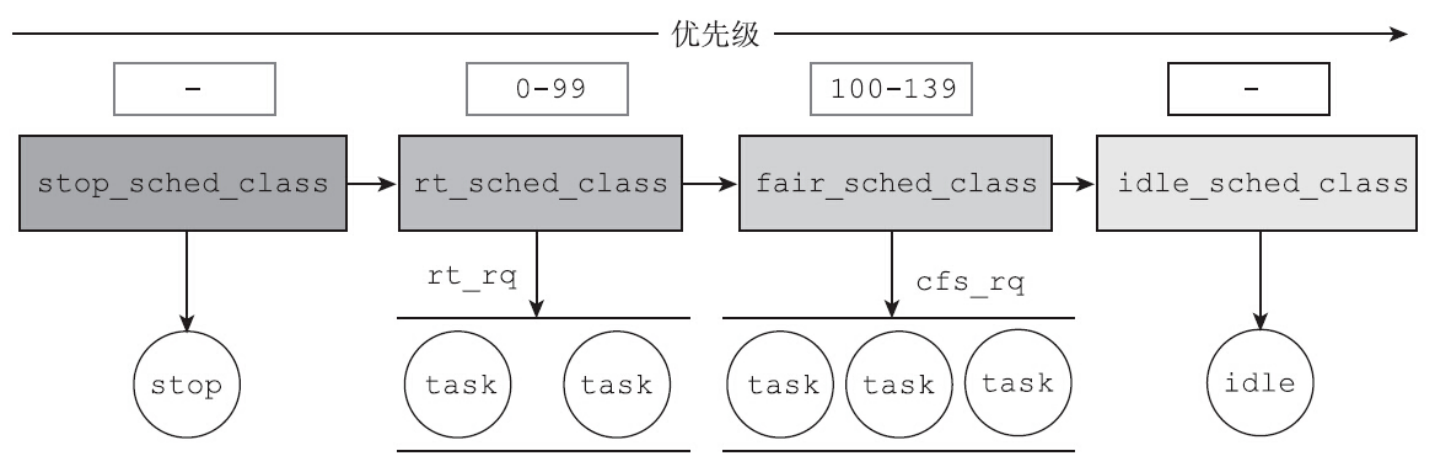 优先级
-
0-99
100-139
-
stop_sched_class
rt_sched_class
fair_sched_class
idle_sched_class
rt_rq
cfs_rq
stop
task
task
task
task
task
idle